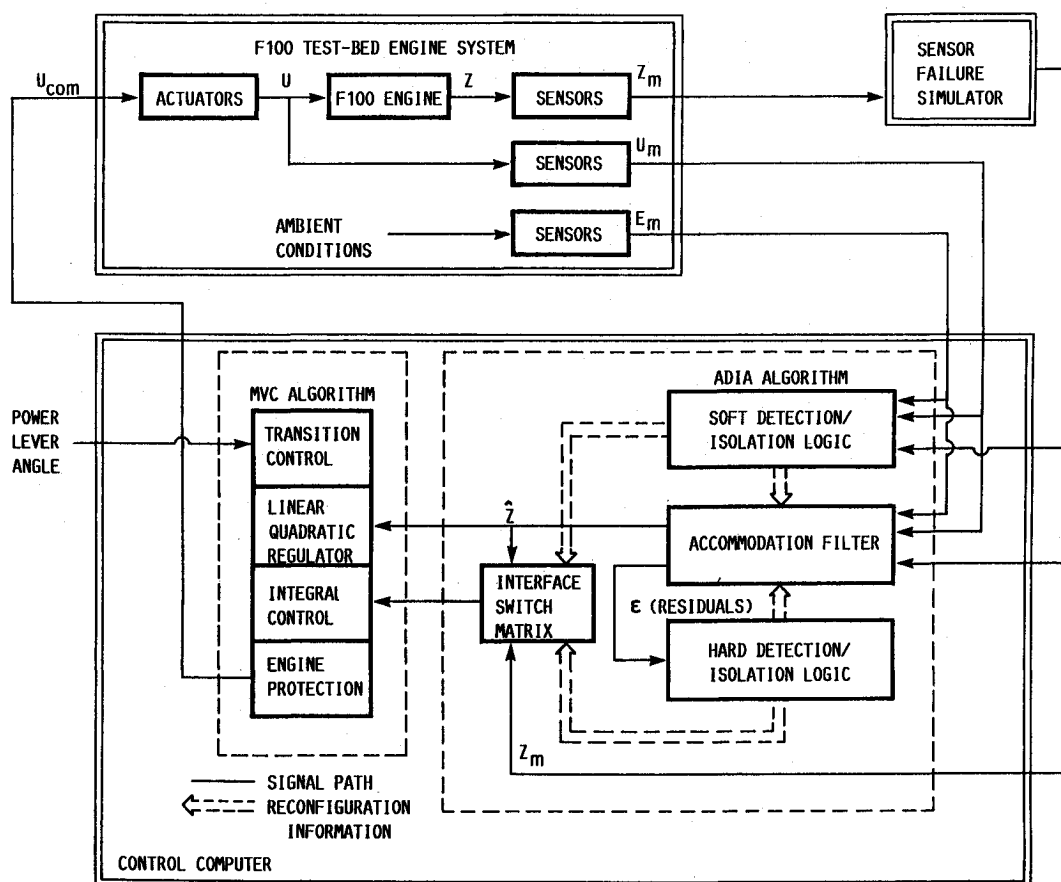 F100 TEST-BED ENGINE SYSTEM
U_com
ACTUATORS
U
F100 ENGINE
Z
SENSORS
Z_m
SENSOR
FAILURE
SIMULATOR
SENSORS
U_m
AMBIENT
CONDITIONS
SENSORS
E_m
POWER
LEVER
ANGLE
MVC ALGORITHM
TRANSITION
CONTROL
LINEAR
QUADRATIC
REGULATOR
INTEGRAL
CONTROL
ENGINE
PROTECTION
ADIA ALGORITHM
SOFT DETECTION/
ISOLATION LOGIC
Ẑ
ACCOMMODATION FILTER
INTERFACE
SWITCH
MATRIX
ε (RESIDUALS)
HARD DETECTION/
ISOLATION LOGIC
Z_m
SIGNAL PATH
RECONFIGURATION
INFORMATION
CONTROL COMPUTER